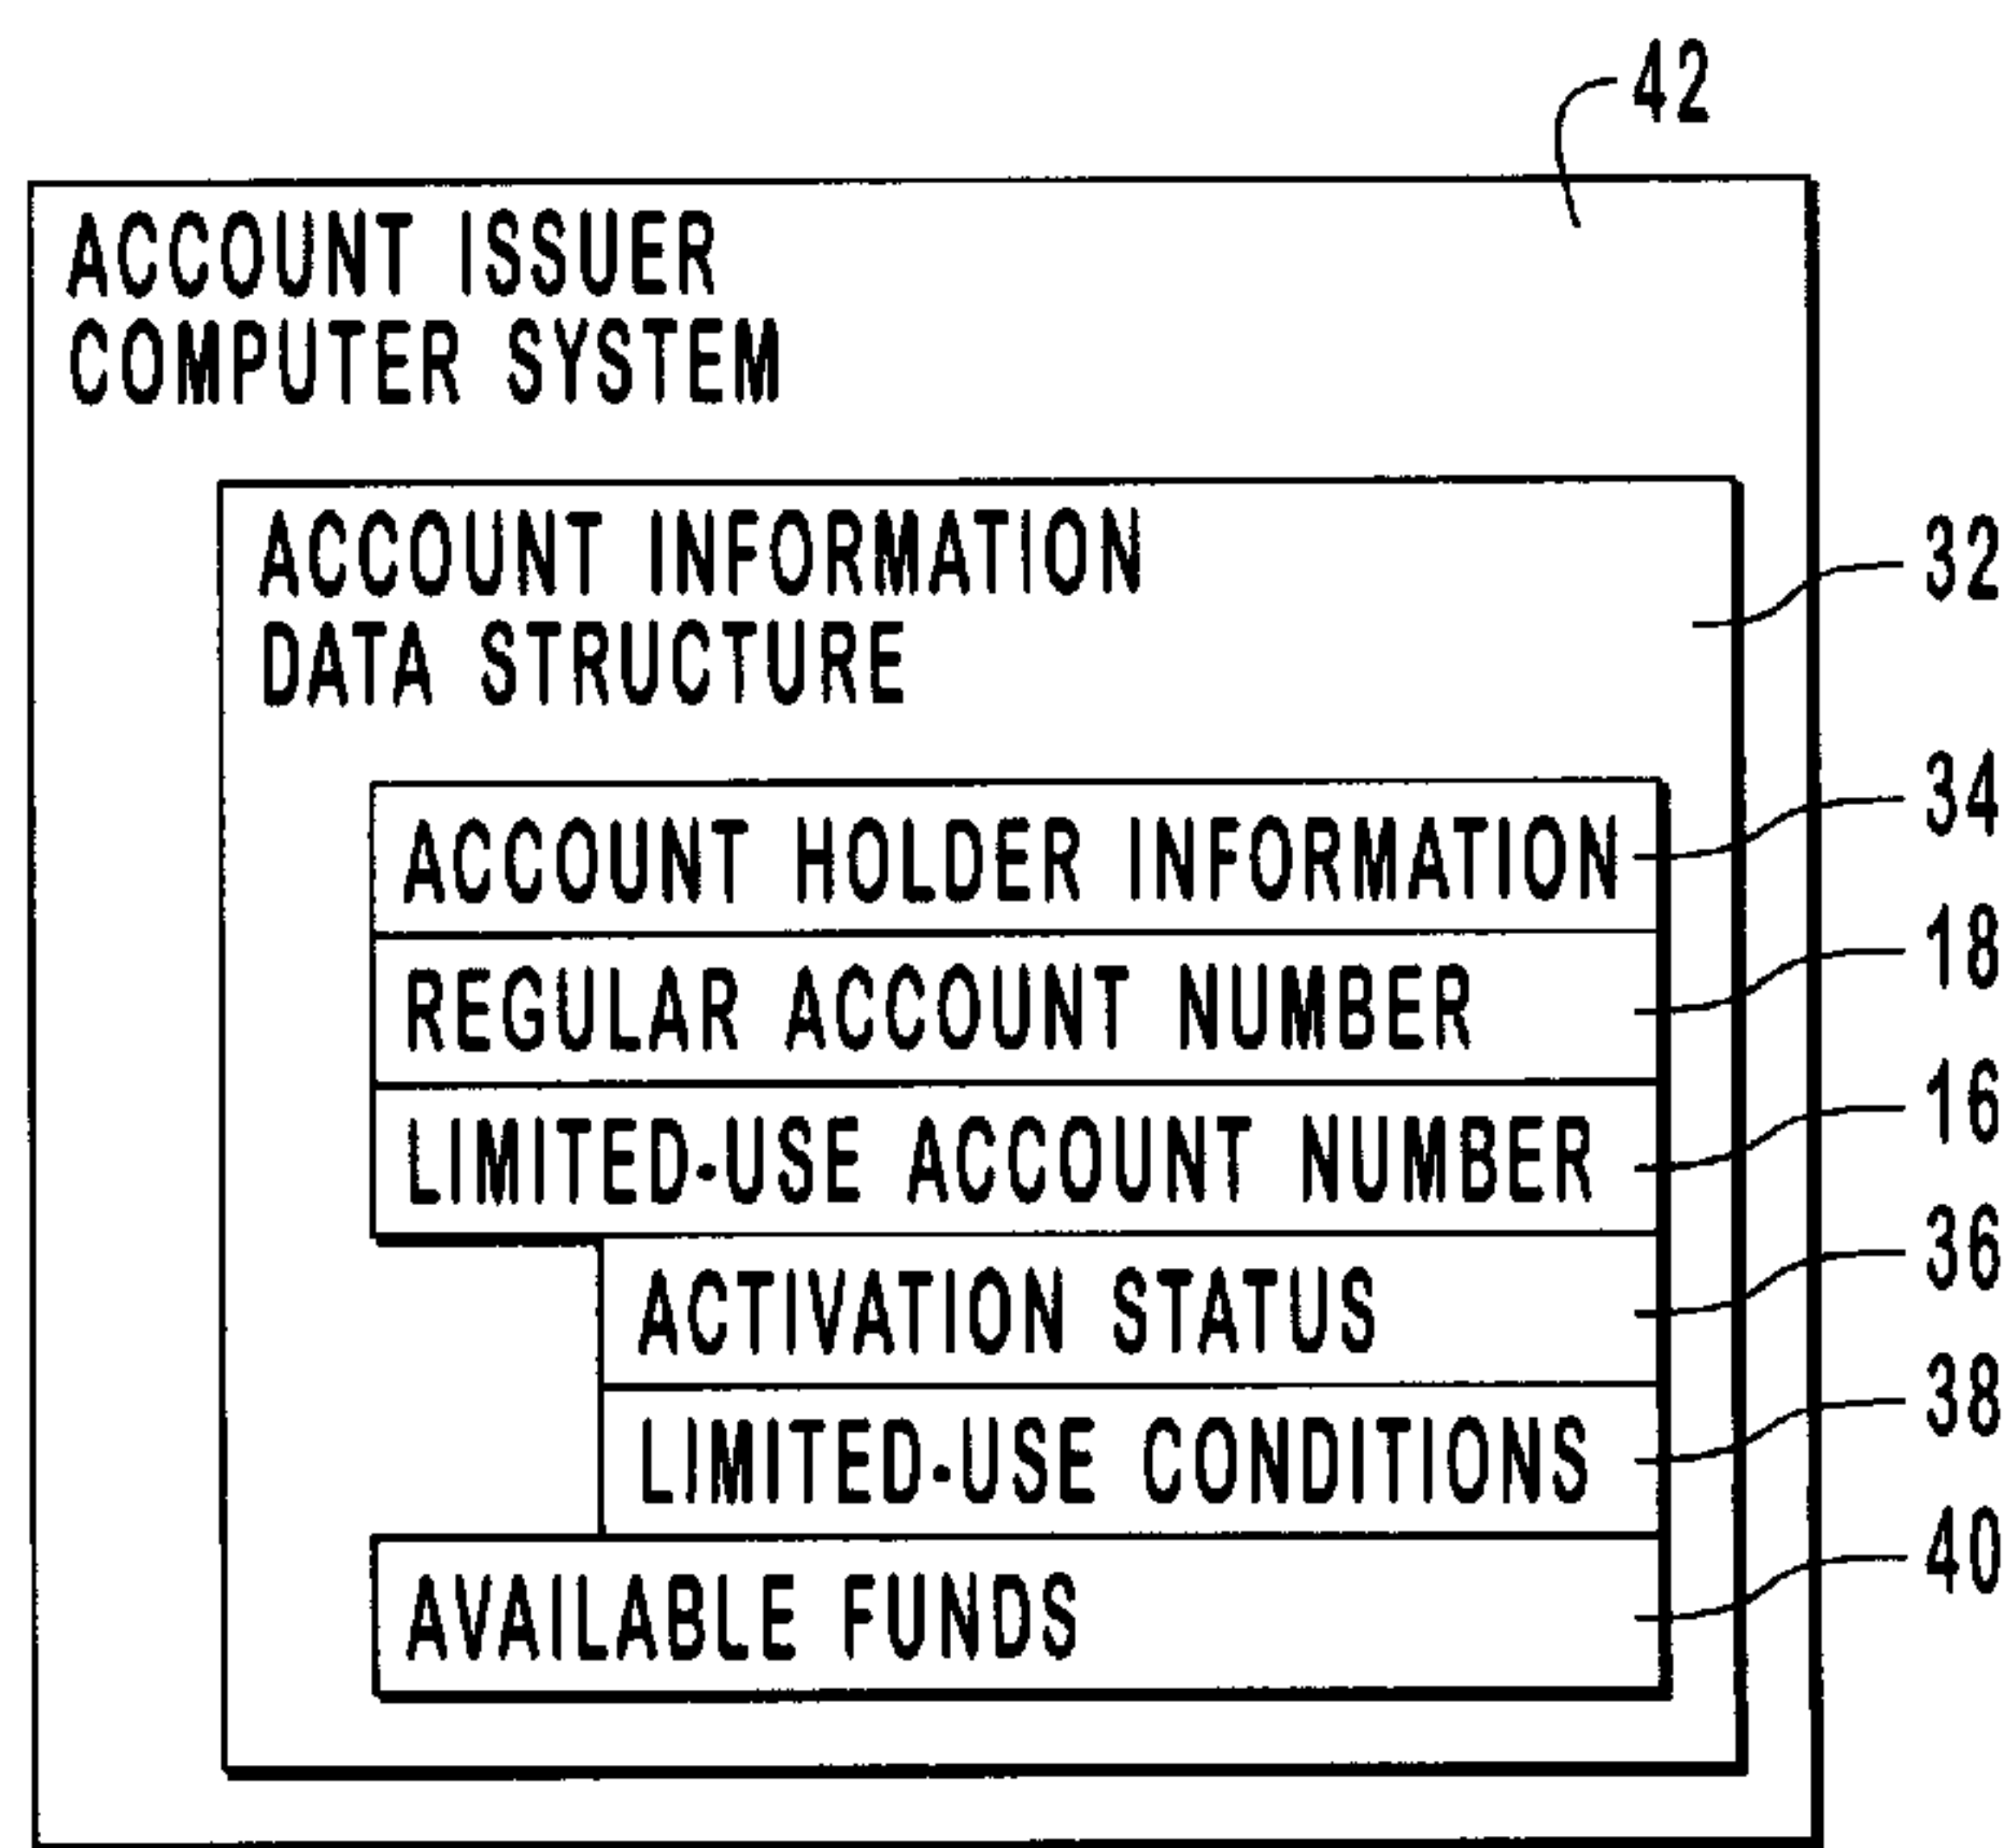 42
ACCOUNT ISSUER
COMPUTER SYSTEM
ACCOUNT INFORMATION
DATA STRUCTURE
32
ACCOUNT HOLDER INFORMATION
34
REGULAR ACCOUNT NUMBER
18
LIMITED-USE ACCOUNT NUMBER
16
ACTIVATION STATUS
36
LIMITED-USE CONDITIONS
38
AVAILABLE FUNDS
40